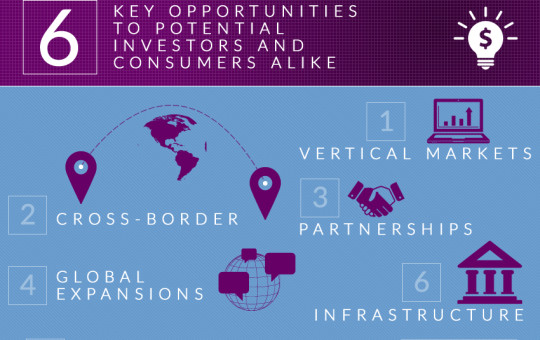 6
KEY OPPORTUNITIES
TO POTENTIAL
INVESTORS AND
CONSUMERS ALIKE
$
1
VERTICAL MARKETS
2
CROSS-BORDER
3
PARTNERSHIPS
4
GLOBAL
EXPANSIONS
6
INFRASTRUCTURE